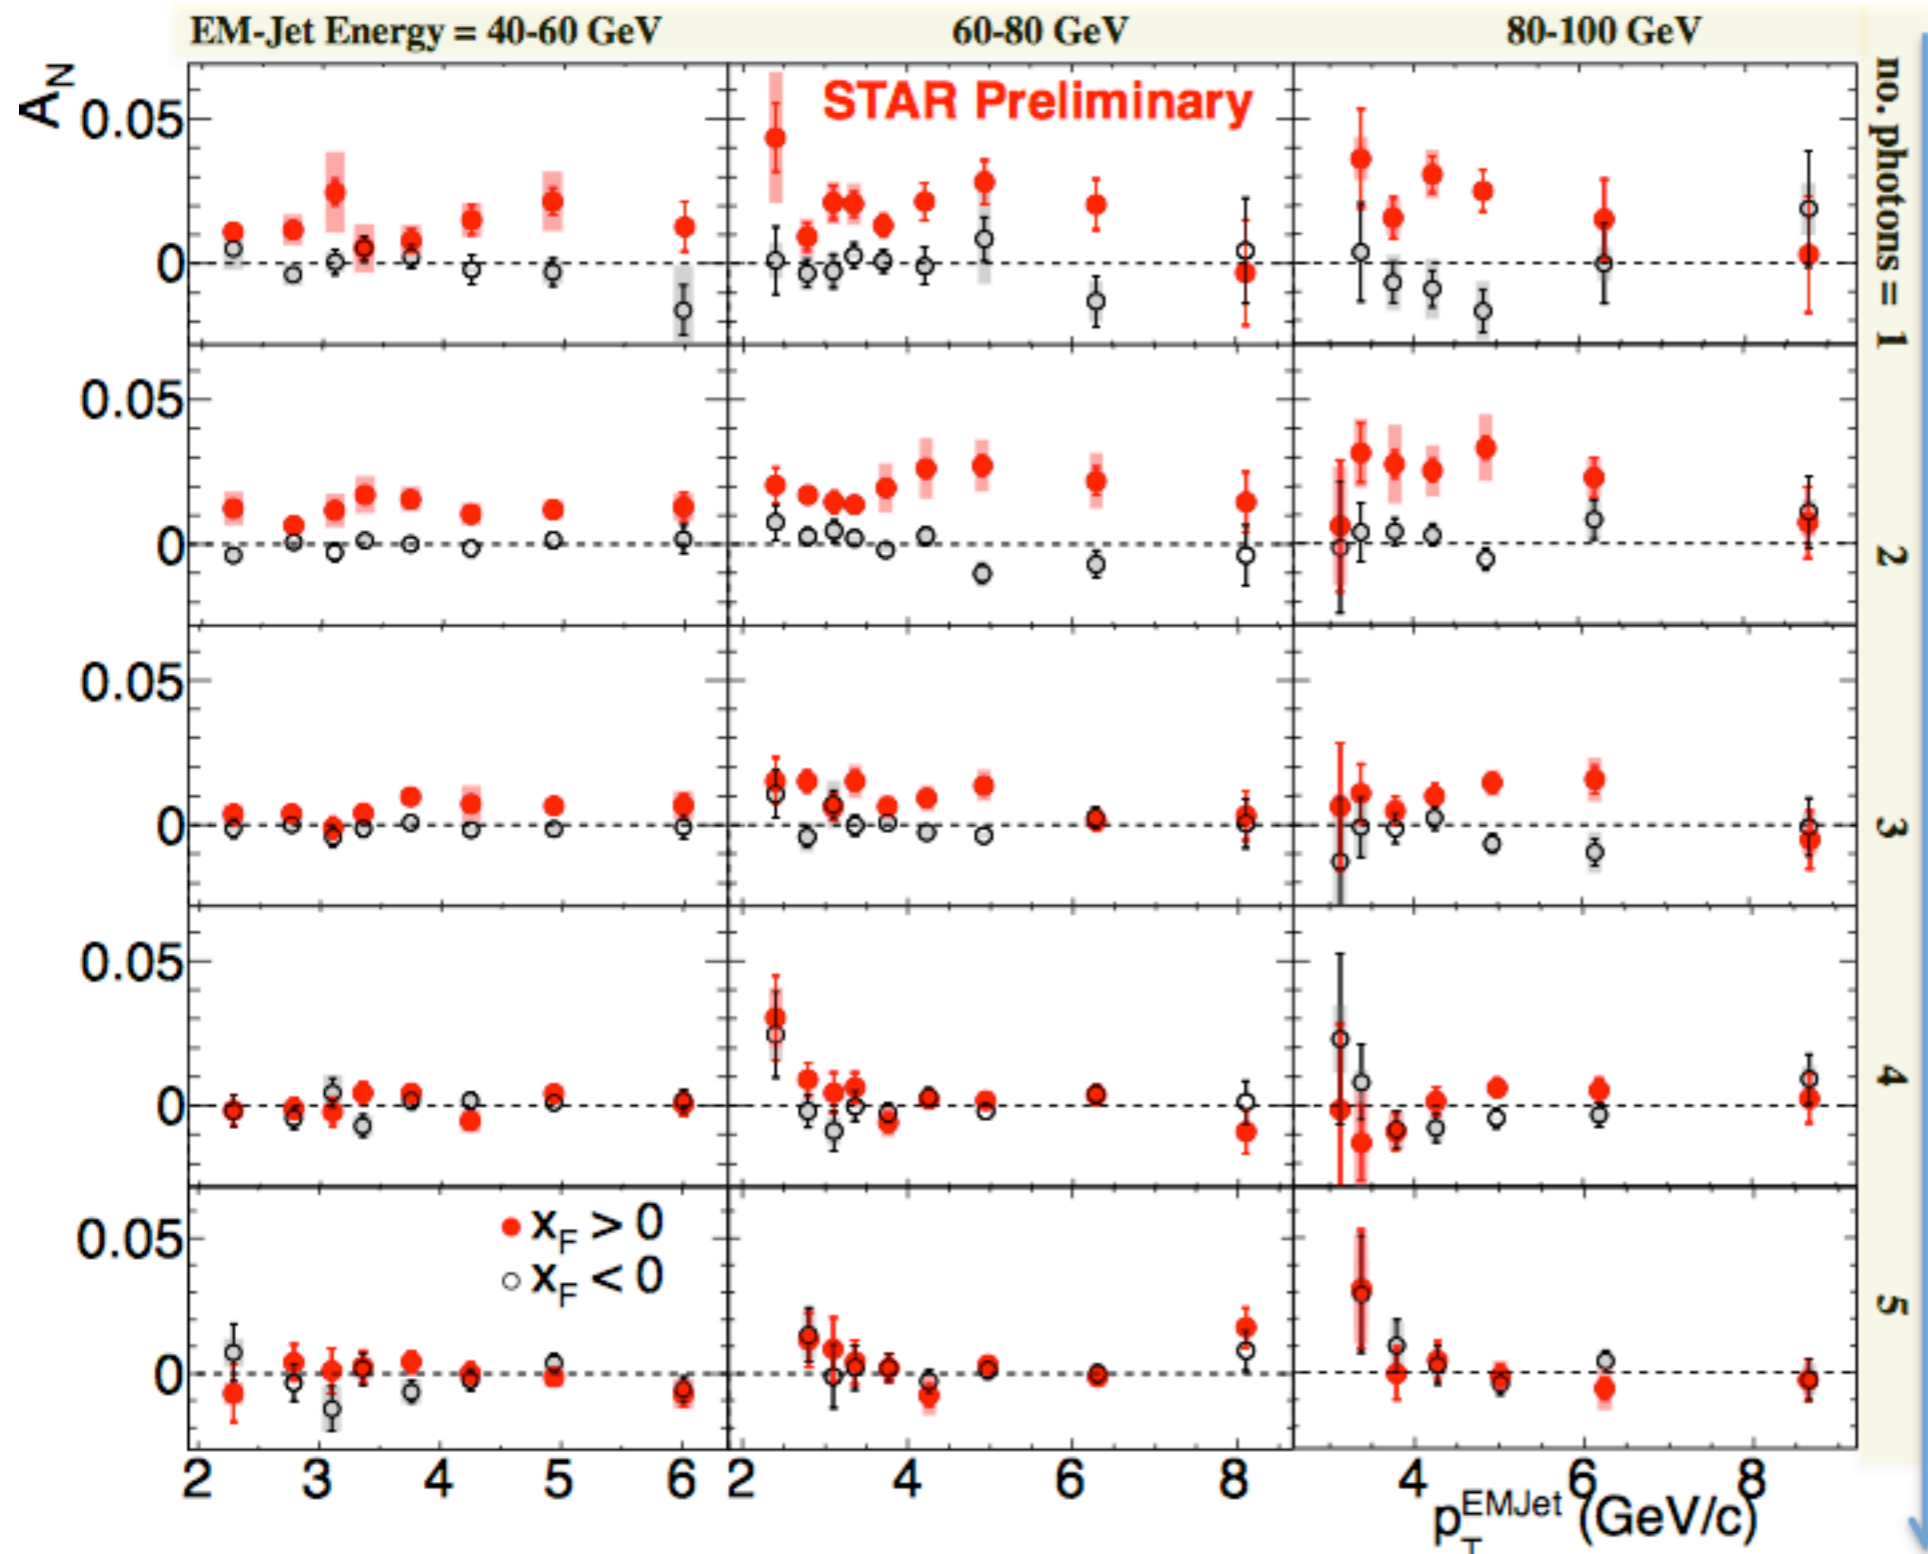 EM-Jet Energy = 40-60 GeV 60-80 GeV 80-100 GeV
A_N
STAR Preliminary
no. photons = 1
0.05
0
2
0.05
0
3
0.05
0
4
0.05
0
5
0.05
0
x_F > 0
x_F < 0
2 3 4 5 6 2 4 6 8 4 6 8
p_T^EMJet (GeV/c)